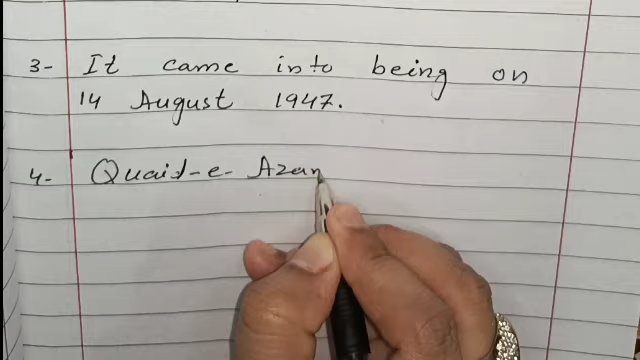 3- It came into being on
14 August 1947.
4- Quaid-e-Azam